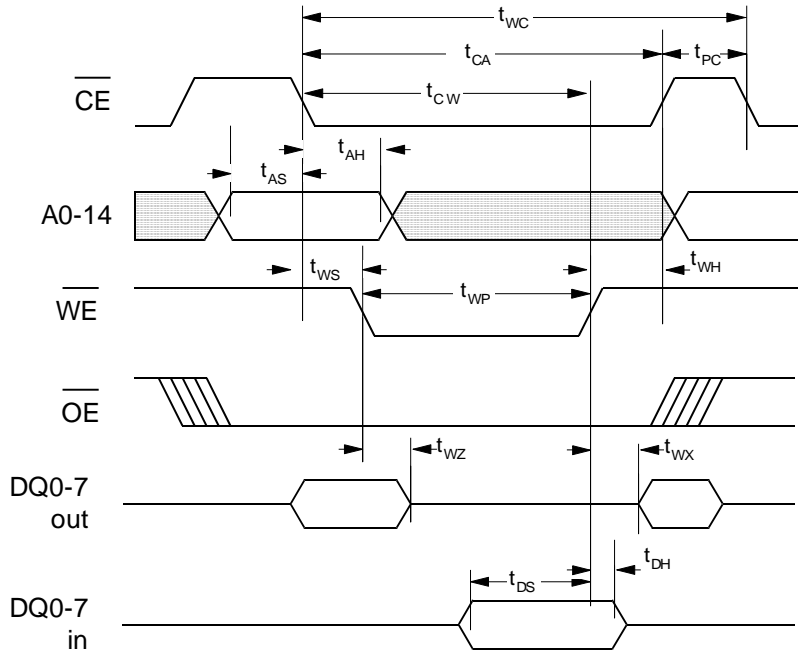 tWC
tCA
tPC
CE
tCW
tAH
tAS
A0-14
tWS
tWH
WE
tWP
OE
tWZ
tWX
DQ0-7
out
tDH
tDS
DQ0-7
in